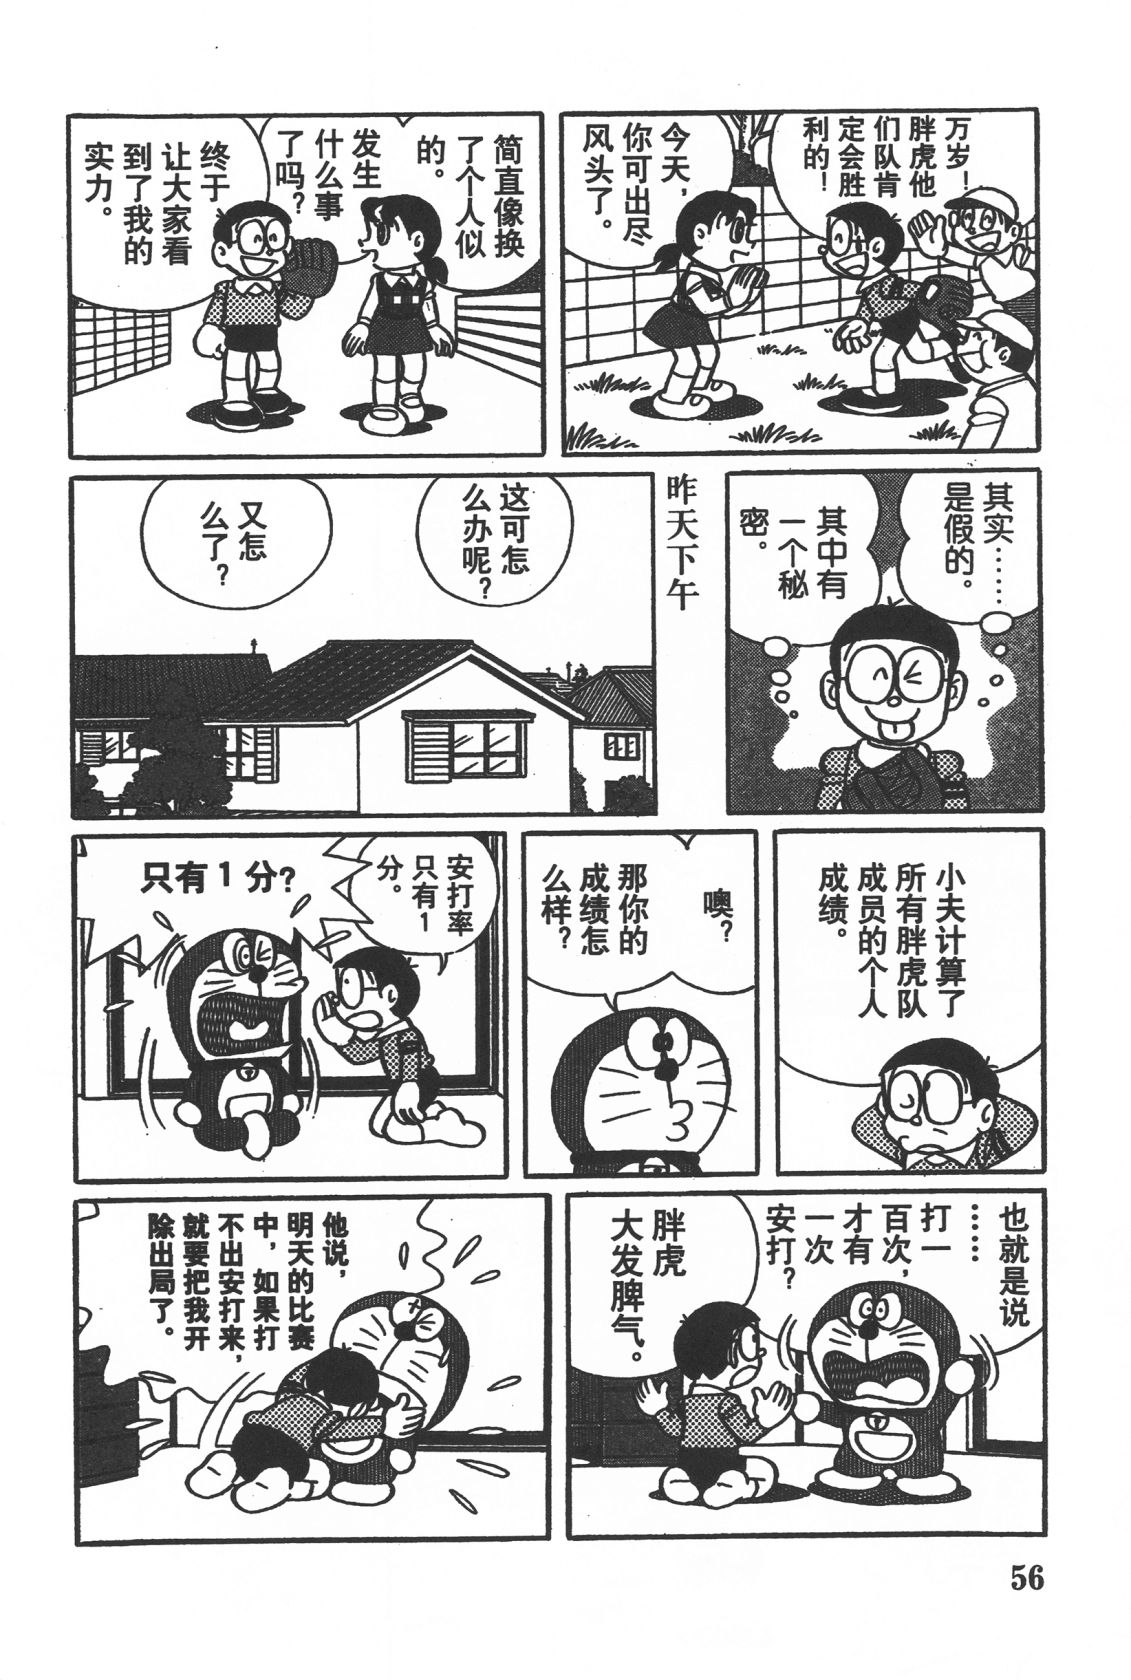 万岁！
胖虎他
们队肯
定会胜
利的！
今天，
你可出尽
风头了。
简直像换
了个人似
的。
发生
什么事
了吗？
终于
让大家看
到了我的
实力。
其实……
是假的。
其中有
一个秘
密。
昨天下午
这可怎
么办呢？
又怎
么了？
小夫计算了
所有胖虎队
成员的个人
成绩。
噢？
那你的
成绩怎
么样？
安打率
只有1
分。
只有1分？
也就是说
……
打一
百次，
才有
一次
安打？
胖虎
大发脾气。
他说，
明天的比赛
中，如果打
不出安打来，
就要把我开
除出局了。
56